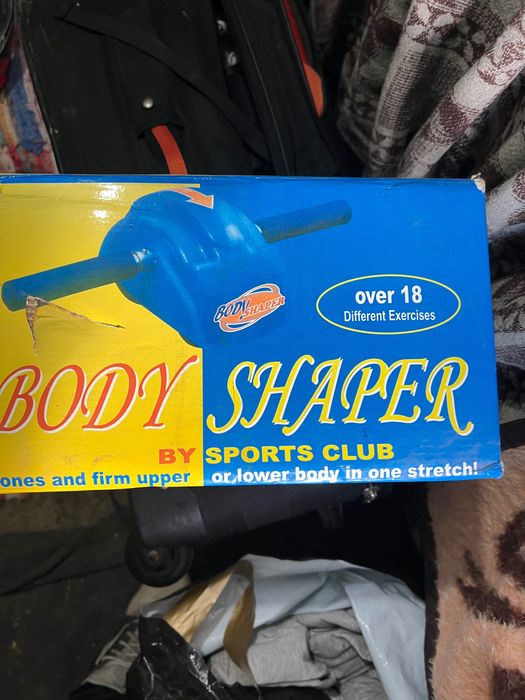 BODY
SHAPER
over 18
Different Exercises
BODY SHAPER
BY SPORTS CLUB
ones and firm upper or lower body in one stretch!